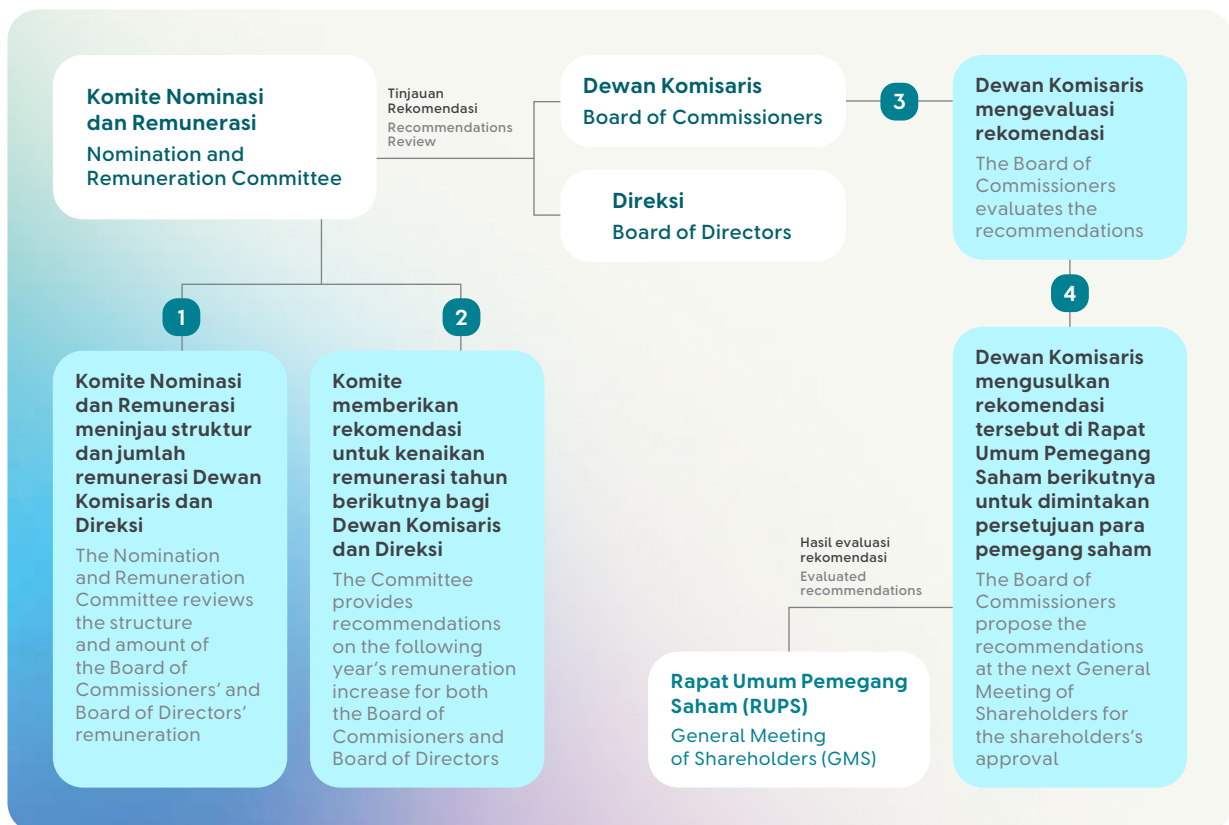 Komite Nominasi
dan Remunerasi
Nomination and
Remuneration Committee
Tinjauan
Rekomendasi
Recommendations
Review
Dewan Komisaris
Board of Commissioners
Direksi
Board of Directors
3
Dewan Komisaris
mengevaluasi
rekomendasi
The Board of
Commissioners
evaluates the
recommendations
1
Komite Nominasi
dan Remunerasi
meninjau struktur
dan jumlah
remunerasi Dewan
Komisaris dan
Direksi
The Nomination
and Remuneration
Committee reviews
the structure
and amount of
the Board of
Commissioners’ and
Board of Directors’
remuneration
2
Komite
memberikan
rekomendasi
untuk kenaikan
remunerasi tahun
berikutnya bagi
Dewan Komisaris
dan Direksi
The Committee
provides
recommendations
on the following
year’s remuneration
increase for both
the Board of
Commisioners and
Board of Directors
4
Dewan Komisaris
mengusulkan
rekomendasi
tersebut di Rapat
Umum Pemegang
Saham berikutnya
untuk dimintakan
persetujuan para
pemegang saham
The Board of
Commissioners
propose the
recommendations
at the next General
Meeting of
Shareholders for
the shareholders’s
approval
Hasil evaluasi
rekomendasi
Evaluated
recommendations
Rapat Umum Pemegang
Saham (RUPS)
General Meeting
of Shareholders (GMS)